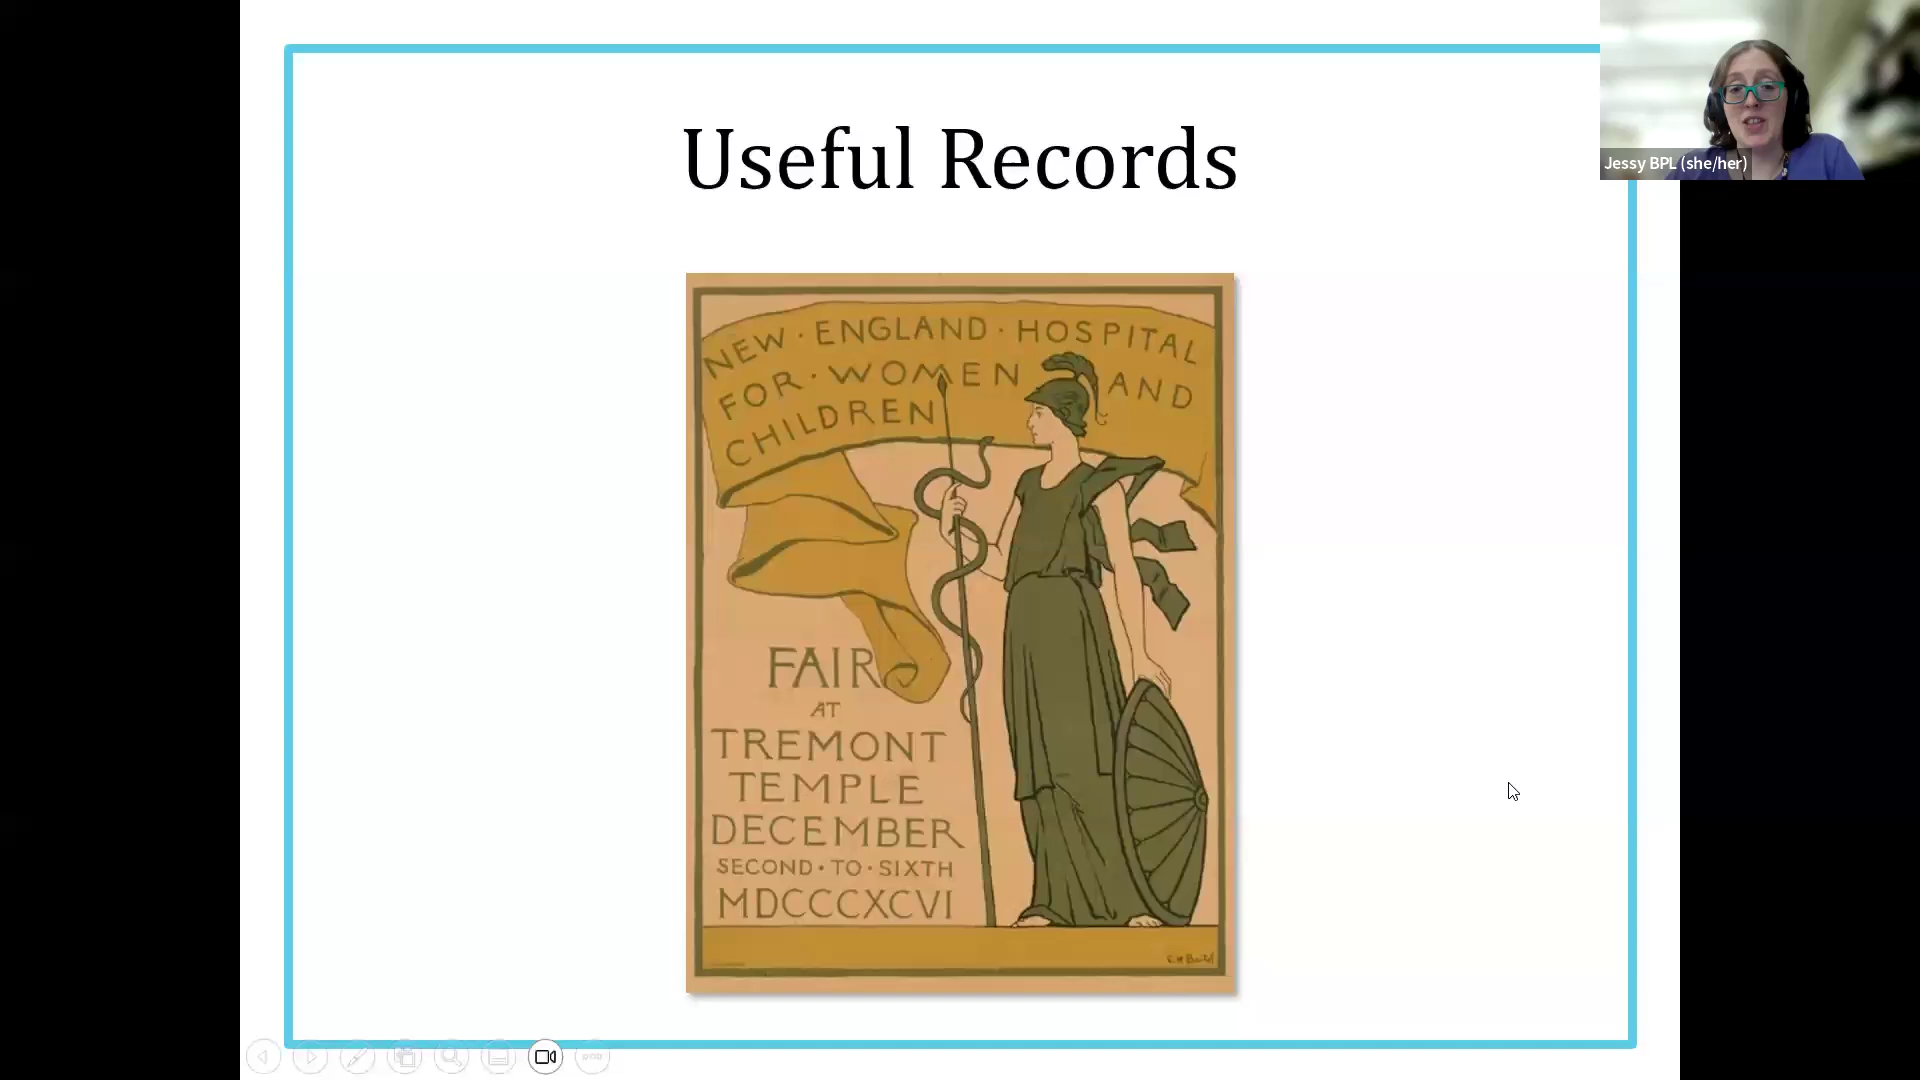 Useful Records
Jessy BPL (she/her)
NEW · ENGLAND · HOSPITAL
FOR · WOMEN AND
CHILDREN
FAIR
AT
TREMONT
TEMPLE
DECEMBER
SECOND · TO · SIXTH
MDCCCXCVI